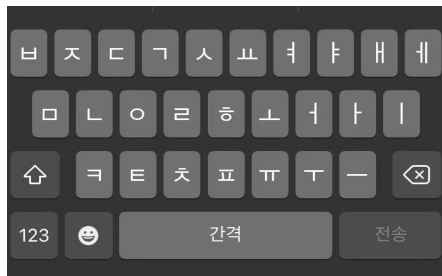 ㅂ ㅈ ㄷ ㄱ ㅅ ㅛ ㅕ ㅑ ㅐ ㅔ
ㅁ ㄴ ㅇ ㄹ ㅎ ㅗ ㅓ ㅏ ㅣ
ㅋ ㅌ ㅊ ㅍ ㅠ ㅜ ㅡ
123 간격 전송